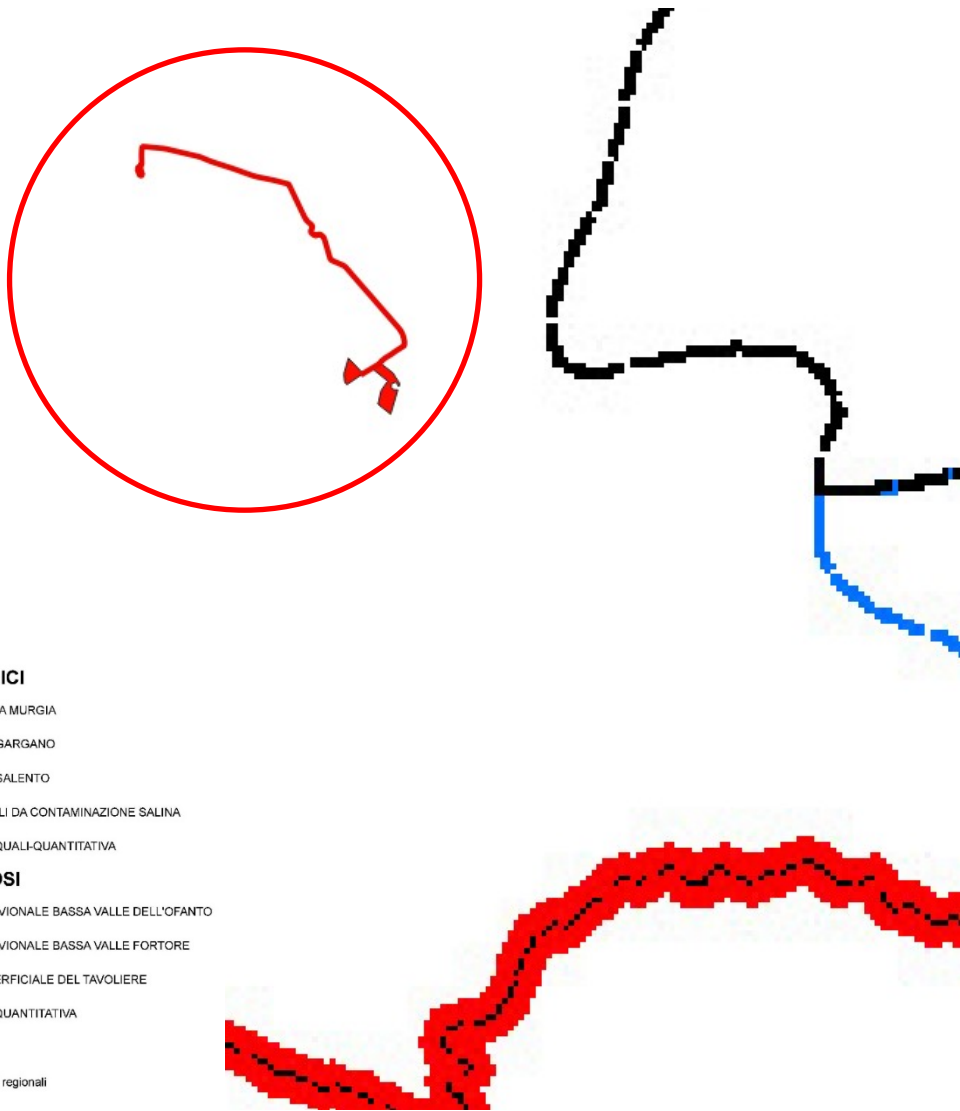 ICI
A MURGIA
GARGANO
SALENTO
LI DA CONTAMINAZIONE SALINA
QUALI-QUANTITATIVA
OSI
VIONALE BASSA VALLE DELL'OFANTO
VIONALE BASSA VALLE FORTORE
ERFICIALE DEL TAVOLIERE
QUANTITATIVA
regionali